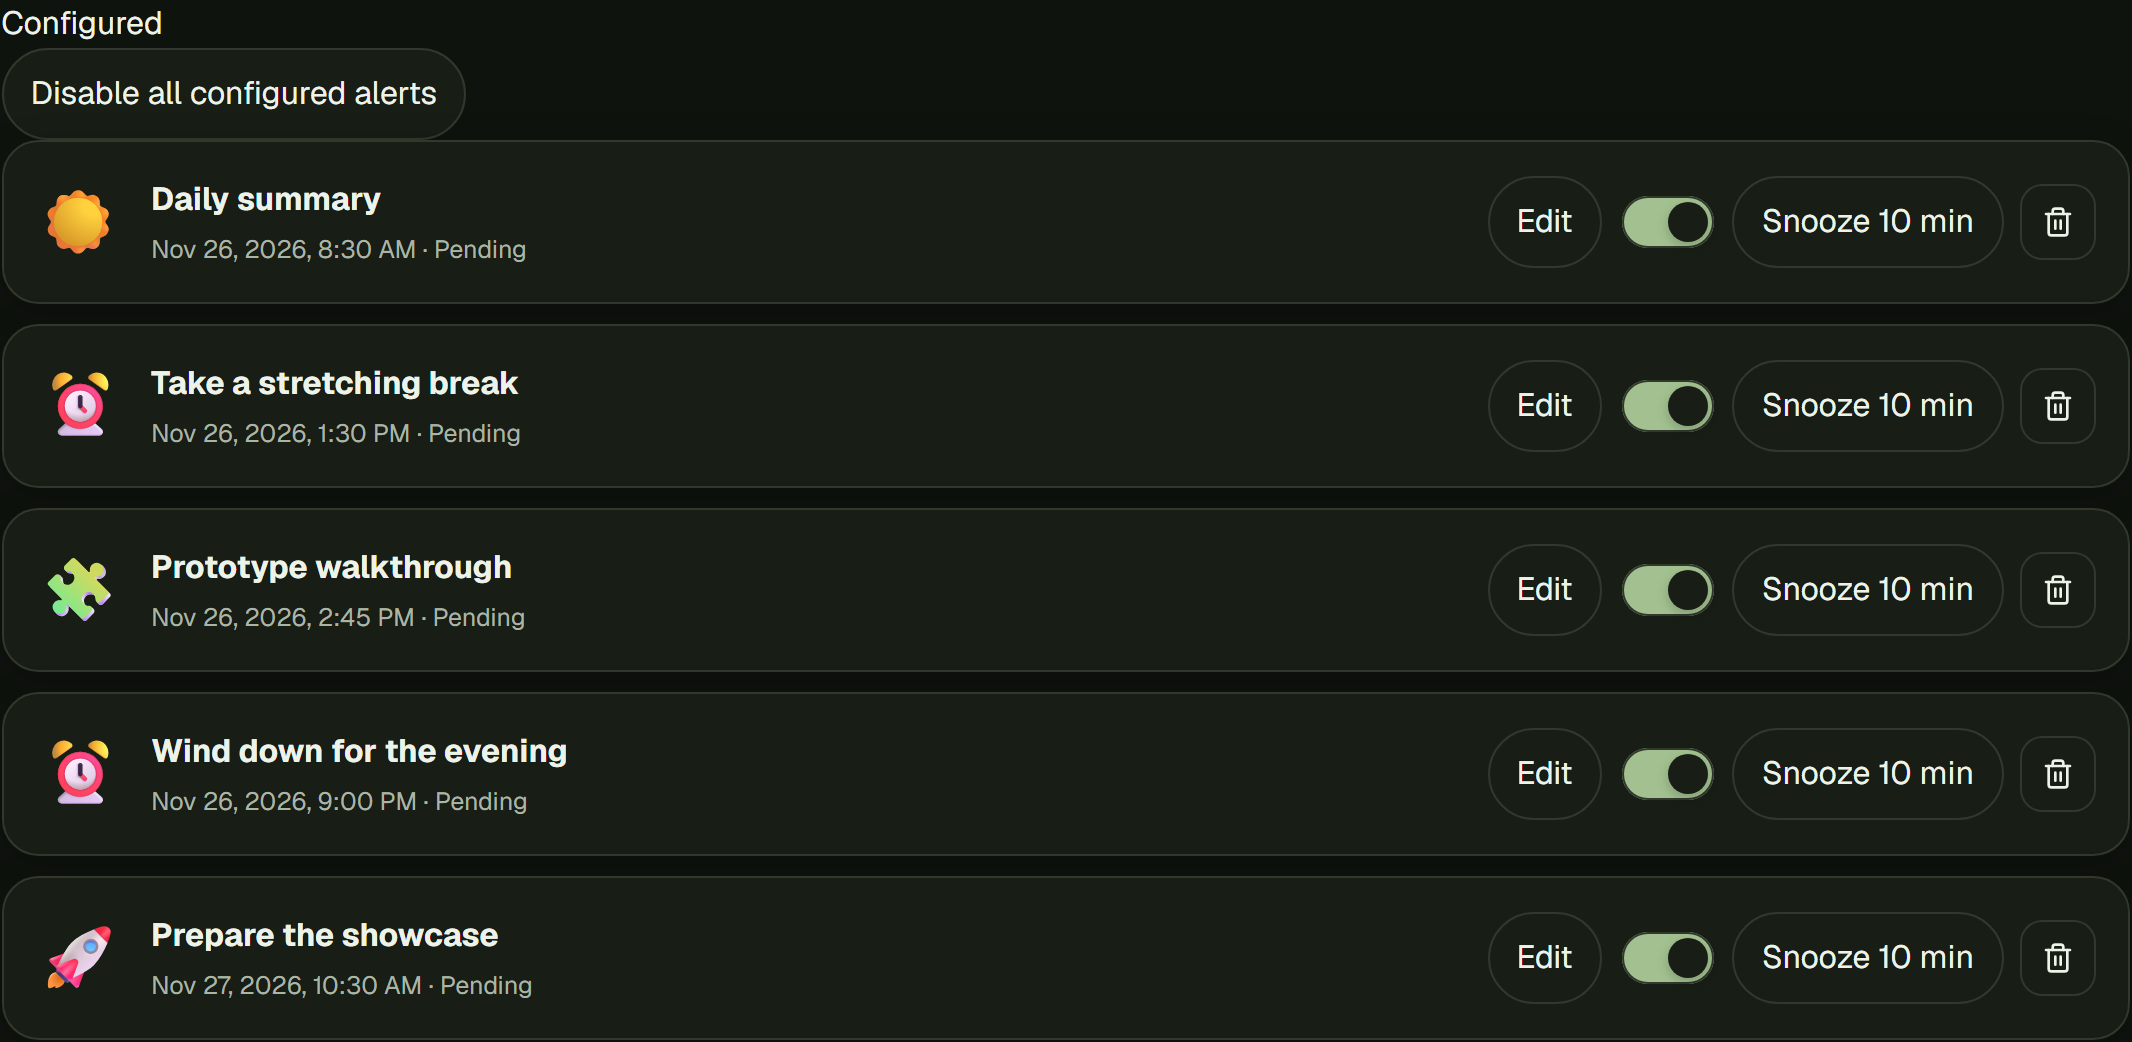 Configured
Disable all configured alerts
Daily summary
Nov 26, 2026, 8:30 AM · Pending
Edit
Snooze 10 min
Take a stretching break
Nov 26, 2026, 1:30 PM · Pending
Edit
Snooze 10 min
Prototype walkthrough
Nov 26, 2026, 2:45 PM · Pending
Edit
Snooze 10 min
Wind down for the evening
Nov 26, 2026, 9:00 PM · Pending
Edit
Snooze 10 min
Prepare the showcase
Nov 27, 2026, 10:30 AM · Pending
Edit
Snooze 10 min